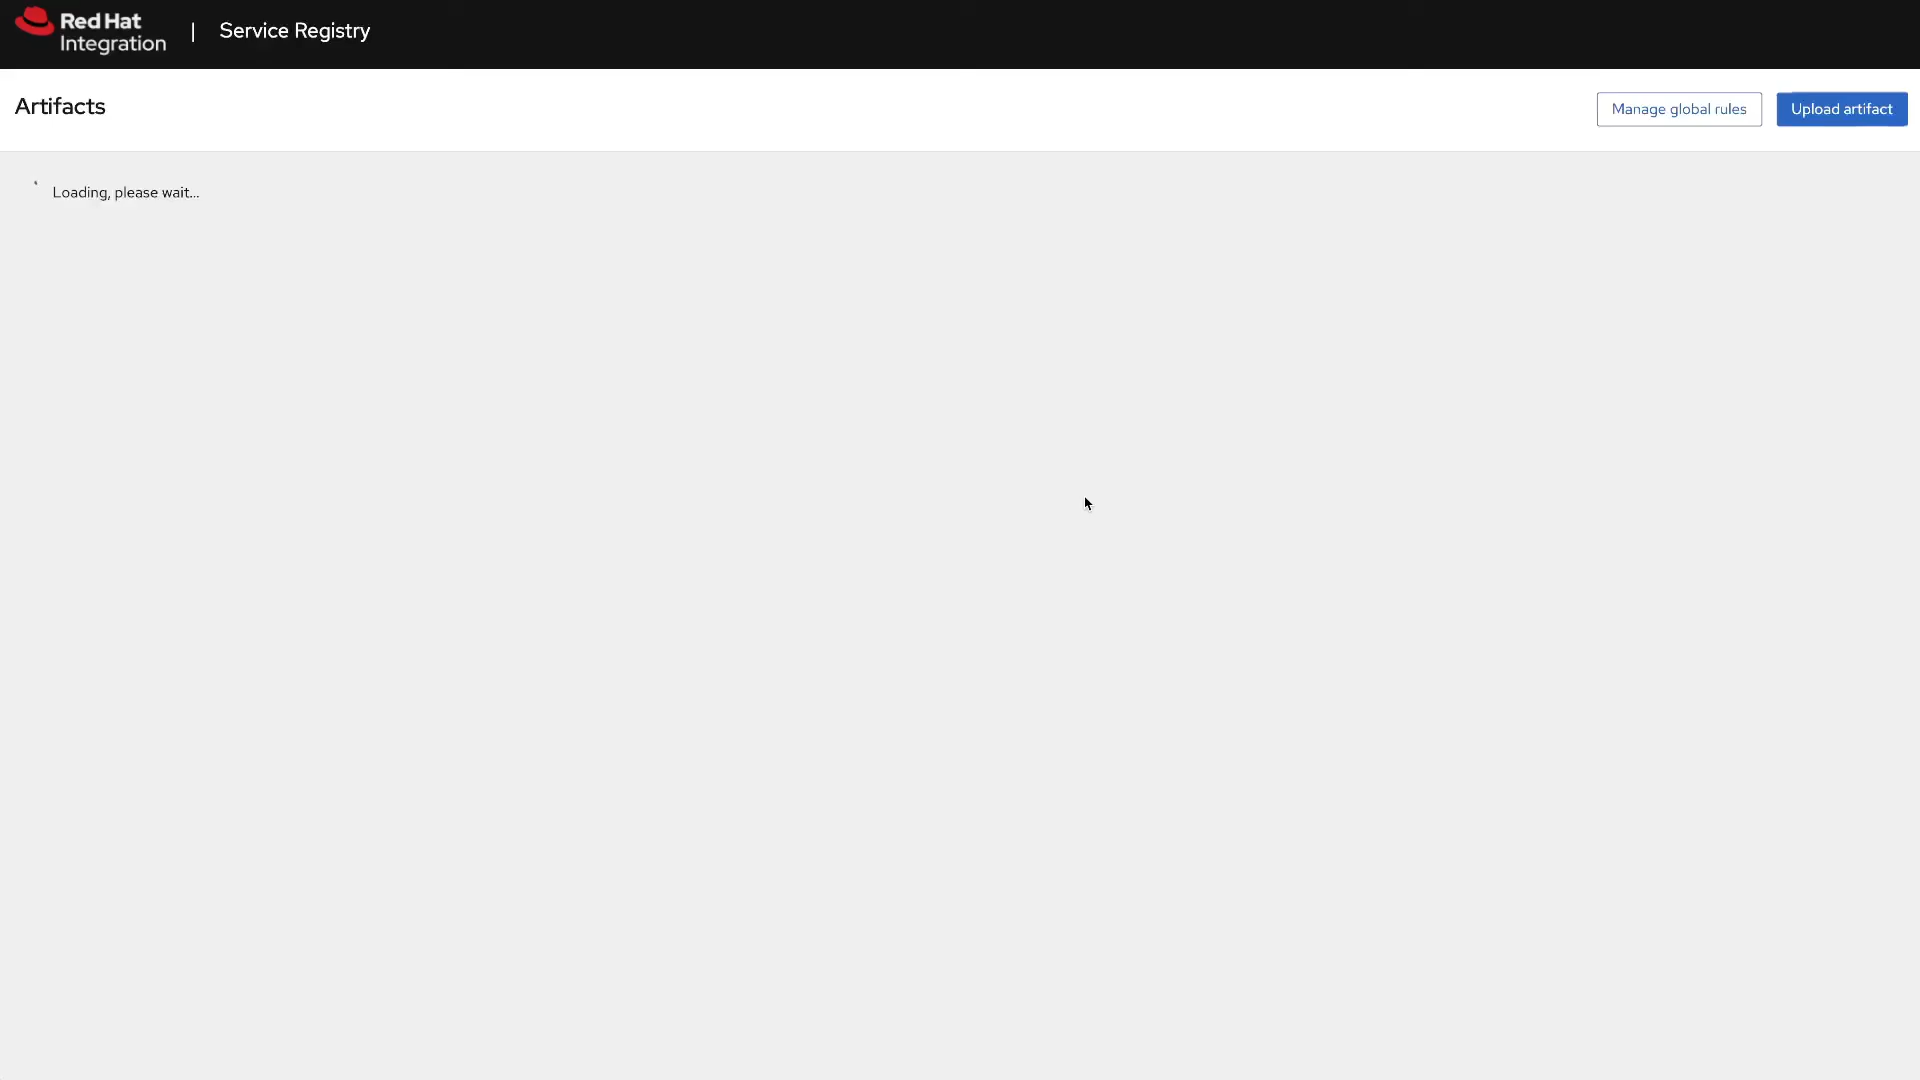 Red Hat
Integration
| Service Registry
Artifacts
Manage global rules
Upload artifact
Loading, please wait...